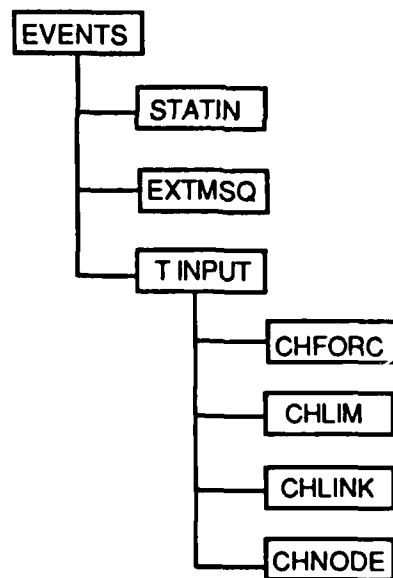 EVENTS
STATIN
EXTMSQ
T INPUT
CHFORC
CHLIM
CHLINK
CHNODE